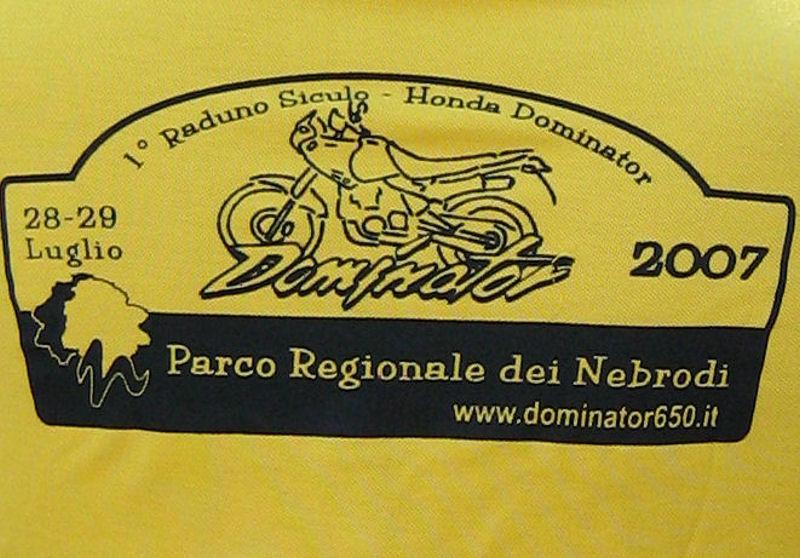 1° Raduno Siculo - Honda Dominator
28-29
Luglio
Dominator
2007
Parco Regionale dei Nebrodi
www.dominator650.it